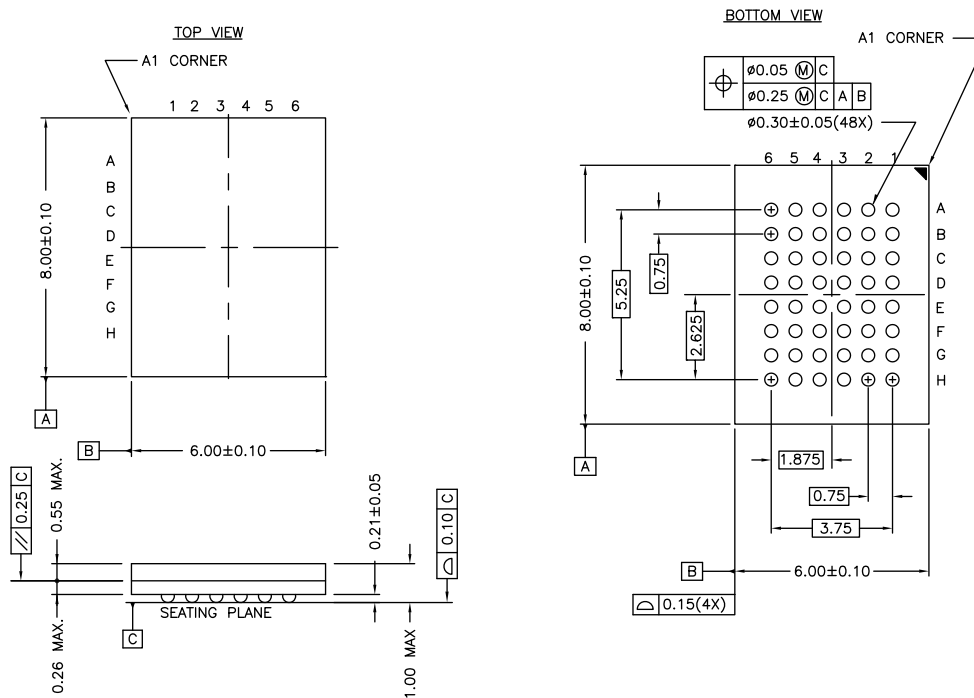 TOP VIEW
A1 CORNER
1 2 3 4 5 6
A
B
C
D
E
F
G
H
8.00±0.10
A
B
6.00±0.10
// 0.25 C
0.55 MAX.
0.26 MAX.
0.21±0.05
0.10 C
SEATING PLANE
C
1.00 MAX.
BOTTOM VIEW
A1 CORNER
⌀0.05 Ⓜ C
⌀0.25 Ⓜ C A B
⌀0.30±0.05(48X)
6 5 4 3 2 1
A
B
C
D
E
F
G
H
8.00±0.10
5.25
0.75
2.625
A
1.875
0.75
3.75
B
6.00±0.10
0.15(4X)